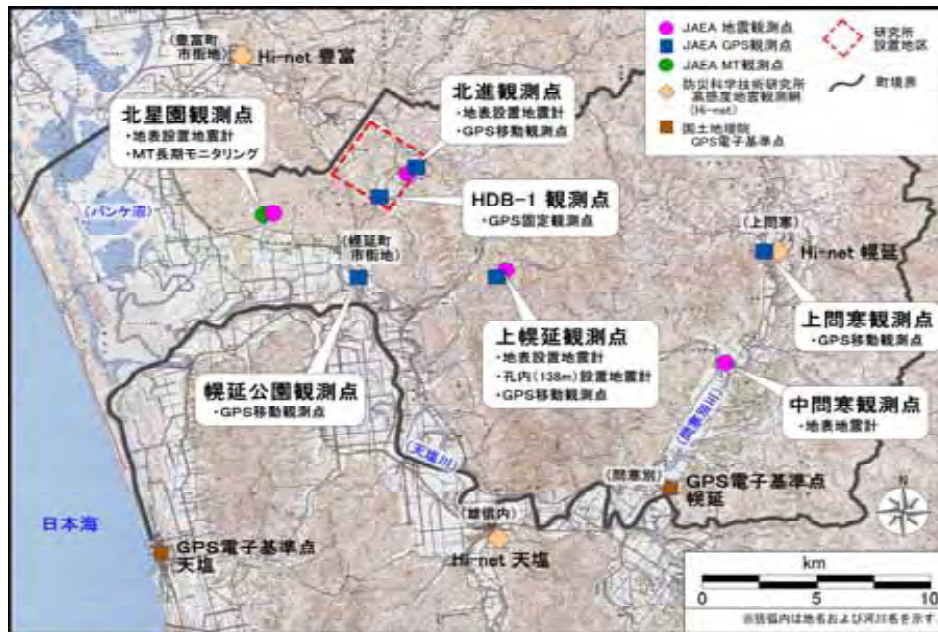 (豊富町
市街地)
Hi-net 豊富
北星園観測点
・地表設置地震計
・MT長期モニタリング
北進観測点
・地表設置地震計
・GPS移動観測点
HDB-1 観測点
・GPS固定観測点
JAEA 地震観測点
JAEA GPS観測点
JAEA MT観測点
防災科学技術研究所
高感度地震観測網
(Hi-net)
国土地理院
GPS電子基準点
研究所
設置地区
町境界
(パンケ沼)
(幌延町
市街地)
(上問寒)
Hi-net 幌延
上問寒観測点
・GPS移動観測点
上幌延観測点
・地表設置地震計
・孔内(138m)設置地震計
・GPS移動観測点
幌延公園観測点
・GPS移動観測点
中問寒観測点
・地表地震計
(天塩川)
(問寒別川)
(問寒別)
GPS電子基準点
幌延
(雄信内)
Hi-net 天塩
日本海
GPS電子基準点
天塩
N
km
0
5
10
※括弧内は地名および河川名を示す。